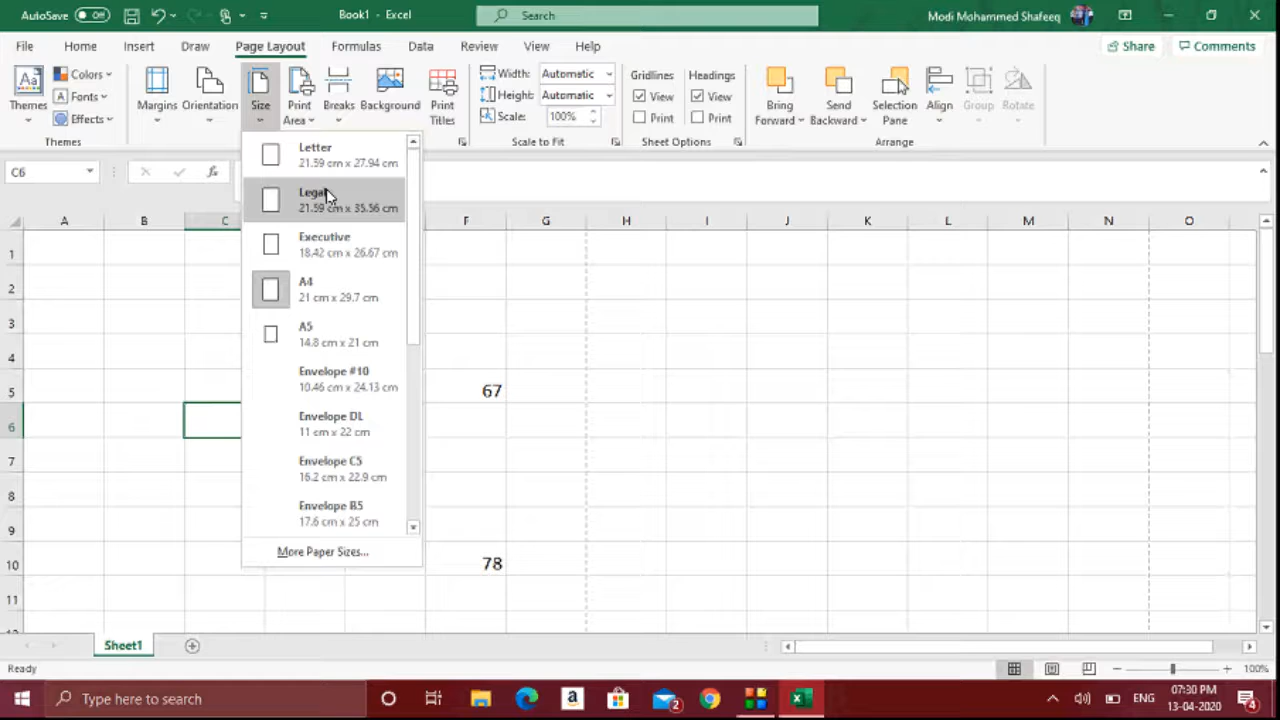 AutoSave Off Book1 - Excel Search Modi Mohammed Shafeeq
File Home Insert Draw Page Layout Formulas Data Review View Help Share Comments
Themes
Colors
Fonts
Effects
Themes
Margins
Orientation
Size
Print
Area
Breaks
Background
Print
Titles
Width: Automatic
Height: Automatic
Scale: 100%
Scale to Fit
Gridlines
View
Print
Headings
View
Print
Sheet Options
Bring
Forward
Send
Backward
Selection
Pane
Align
Group
Rotate
Arrange
C6 fx
Letter
21.59 cm x 27.94 cm
Legal
21.59 cm x 35.56 cm
Executive
18.42 cm x 26.67 cm
A4
21 cm x 29.7 cm
A5
14.8 cm x 21 cm
Envelope #10
10.46 cm x 24.13 cm
Envelope DL
11 cm x 22 cm
Envelope C5
16.2 cm x 22.9 cm
Envelope B5
17.6 cm x 25 cm
More Paper Sizes...
A B C F G H I J K L M N O
1
2
3
4
5 67
6
7
8
9
10 78
11
Sheet1
Ready 100%
Type here to search 2 ENG 07:30 PM
13-04-2020 4